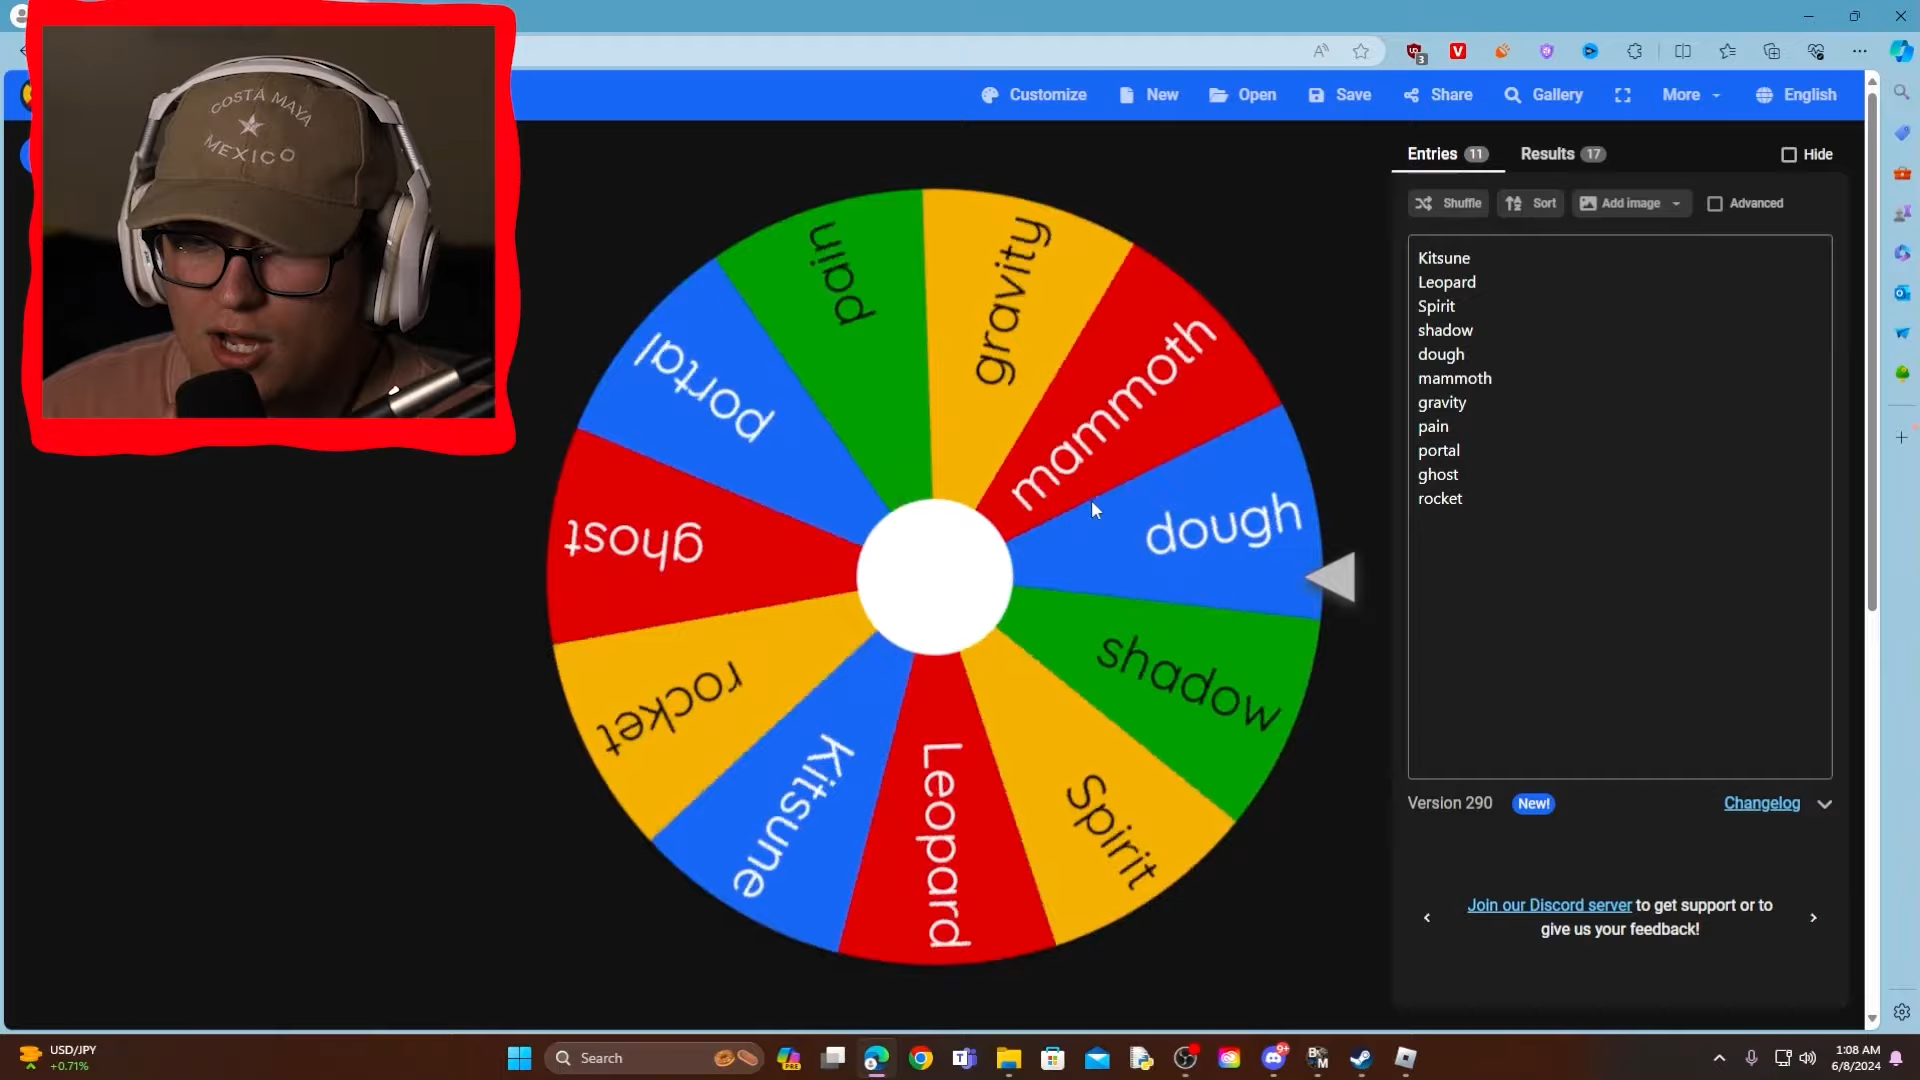 COSTA MAYA
MEXICO
3
Customize
New
Open
Save
Share
Gallery
More
English
Entries 11
Results 17
Hide
Shuffle
Sort
Add image
Advanced
Kitsune
Leopard
Spirit
shadow
dough
mammoth
gravity
pain
portal
ghost
rocket
gravity
mammoth
dough
shadow
Spirit
Leopard
Kitsune
rocket
ghost
portal
pain
Version 290
New!
Changelog
Join our Discord server to get support or to
give us your feedback!
USD/JPY
+0.71%
Search
PRE
9+
1:08 AM
6/8/2024